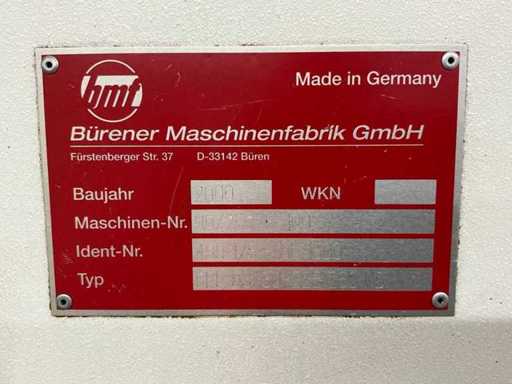 bmf
Made in Germany
Bürener Maschinenfabrik GmbH
Fürstenberger Str. 37 D-33142 Büren
Baujahr 2000 WKN
Maschinen-Nr.
Ident-Nr.
Typ